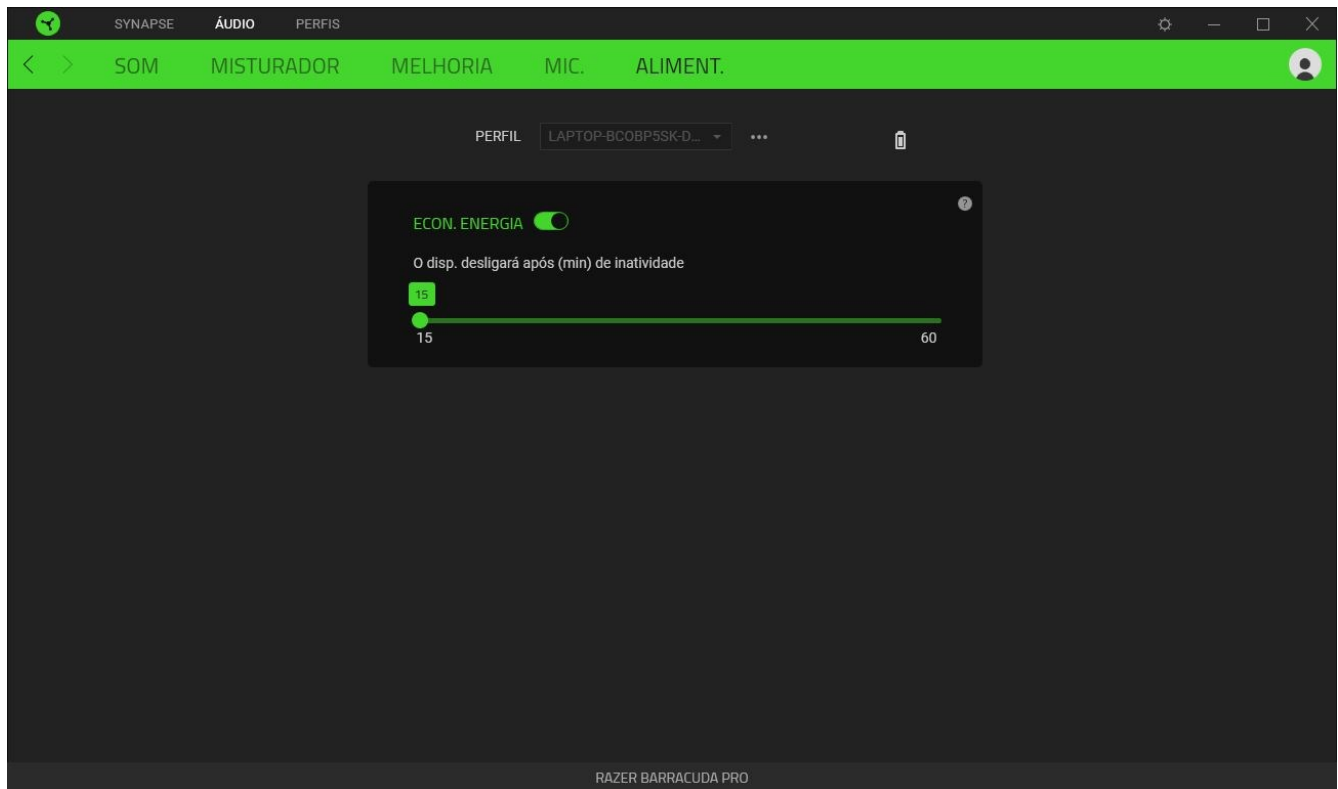 SYNAPSE ÁUDIO PERFIS
SOM MISTURADOR MELHORIA MIC. ALIMENT.
PERFIL LAPTOP-BCOBP5SK-D... ...
ECON. ENERGIA ?
O disp. desligará após (min) de inatividade
15
15 60
RAZER BARRACUDA PRO